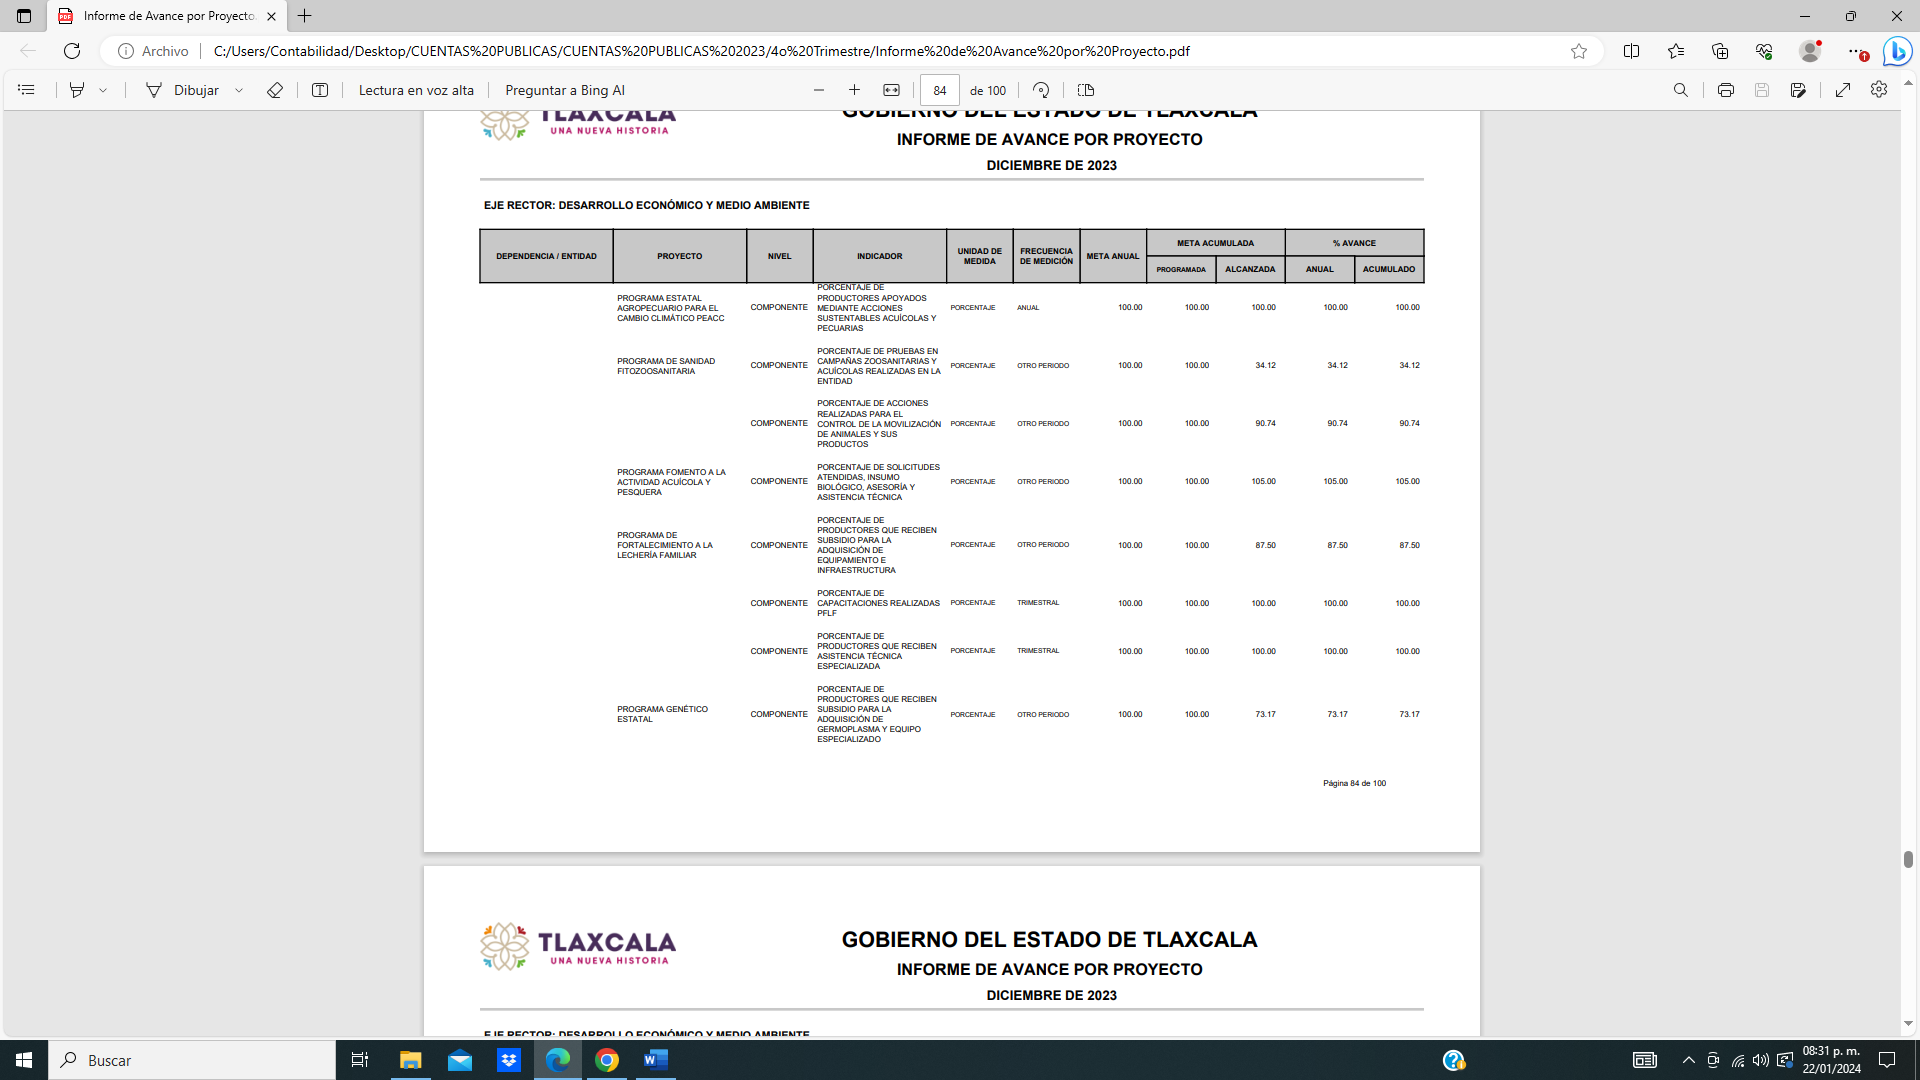 Informe de Avance por Proyecto.
Archivo
C:/Users/Contabilidad/Desktop/CUENTAS%20PUBLICAS/CUENTAS%20PUBLICAS%202023/4o%20Trimestre/Informe%20de%20Avance%20por%20Proyecto.pdf
Dibujar
Lectura en voz alta
Preguntar a Bing AI
84 de 100
TLAXCALA
UNA NUEVA HISTORIA
GOBIERNO DEL ESTADO DE TLAXCALA
INFORME DE AVANCE POR PROYECTO
DICIEMBRE DE 2023
EJE RECTOR: DESARROLLO ECONÓMICO Y MEDIO AMBIENTE
DEPENDENCIA / ENTIDAD
PROYECTO
NIVEL
INDICADOR
UNIDAD DE
MEDIDA
FRECUENCIA
DE MEDICIÓN
META ANUAL
META ACUMULADA
PROGRAMADA
ALCANZADA
% AVANCE
ANUAL
ACUMULADO
PROGRAMA ESTATAL
AGROPECUARIO PARA EL
CAMBIO CLIMÁTICO PEACC
COMPONENTE
PORCENTAJE DE
PRODUCTORES APOYADOS
MEDIANTE ACCIONES
SUSTENTABLES ACUÍCOLAS Y
PECUARIAS
PORCENTAJE
ANUAL
100.00 100.00 100.00 100.00 100.00
PROGRAMA DE SANIDAD
FITOZOOSANITARIA
COMPONENTE
PORCENTAJE DE PRUEBAS EN
CAMPAÑAS ZOOSANITARIAS Y
ACUÍCOLAS REALIZADAS EN LA
ENTIDAD
PORCENTAJE
OTRO PERIODO
100.00 100.00 34.12 34.12 34.12
COMPONENTE
PORCENTAJE DE ACCIONES
REALIZADAS PARA EL
CONTROL DE LA MOVILIZACIÓN
DE ANIMALES Y SUS
PRODUCTOS
PORCENTAJE
OTRO PERIODO
100.00 100.00 90.74 90.74 90.74
PROGRAMA FOMENTO A LA
ACTIVIDAD ACUÍCOLA Y
PESQUERA
COMPONENTE
PORCENTAJE DE SOLICITUDES
ATENDIDAS, INSUMO
BIOLÓGICO, ASESORÍA Y
ASISTENCIA TÉCNICA
PORCENTAJE
OTRO PERIODO
100.00 100.00 105.00 105.00 105.00
PROGRAMA DE
FORTALECIMIENTO A LA
LECHERÍA FAMILIAR
COMPONENTE
PORCENTAJE DE
PRODUCTORES QUE RECIBEN
SUBSIDIO PARA LA
ADQUISICIÓN DE
EQUIPAMIENTO E
INFRAESTRUCTURA
PORCENTAJE
OTRO PERIODO
100.00 100.00 87.50 87.50 87.50
COMPONENTE
PORCENTAJE DE
CAPACITACIONES REALIZADAS
PFLF
PORCENTAJE
TRIMESTRAL
100.00 100.00 100.00 100.00 100.00
COMPONENTE
PORCENTAJE DE
PRODUCTORES QUE RECIBEN
ASISTENCIA TÉCNICA
ESPECIALIZADA
PORCENTAJE
TRIMESTRAL
100.00 100.00 100.00 100.00 100.00
PROGRAMA GENÉTICO
ESTATAL
COMPONENTE
PORCENTAJE DE
PRODUCTORES QUE RECIBEN
SUBSIDIO PARA LA
ADQUISICIÓN DE
GERMOPLASMA Y EQUIPO
ESPECIALIZADO
PORCENTAJE
OTRO PERIODO
100.00 100.00 73.17 73.17 73.17
Página 84 de 100
TLAXCALA
UNA NUEVA HISTORIA
GOBIERNO DEL ESTADO DE TLAXCALA
INFORME DE AVANCE POR PROYECTO
DICIEMBRE DE 2023
EJE RECTOR: DESARROLLO ECONÓMICO Y MEDIO AMBIENTE
Buscar
08:31 p. m.
22/01/2024